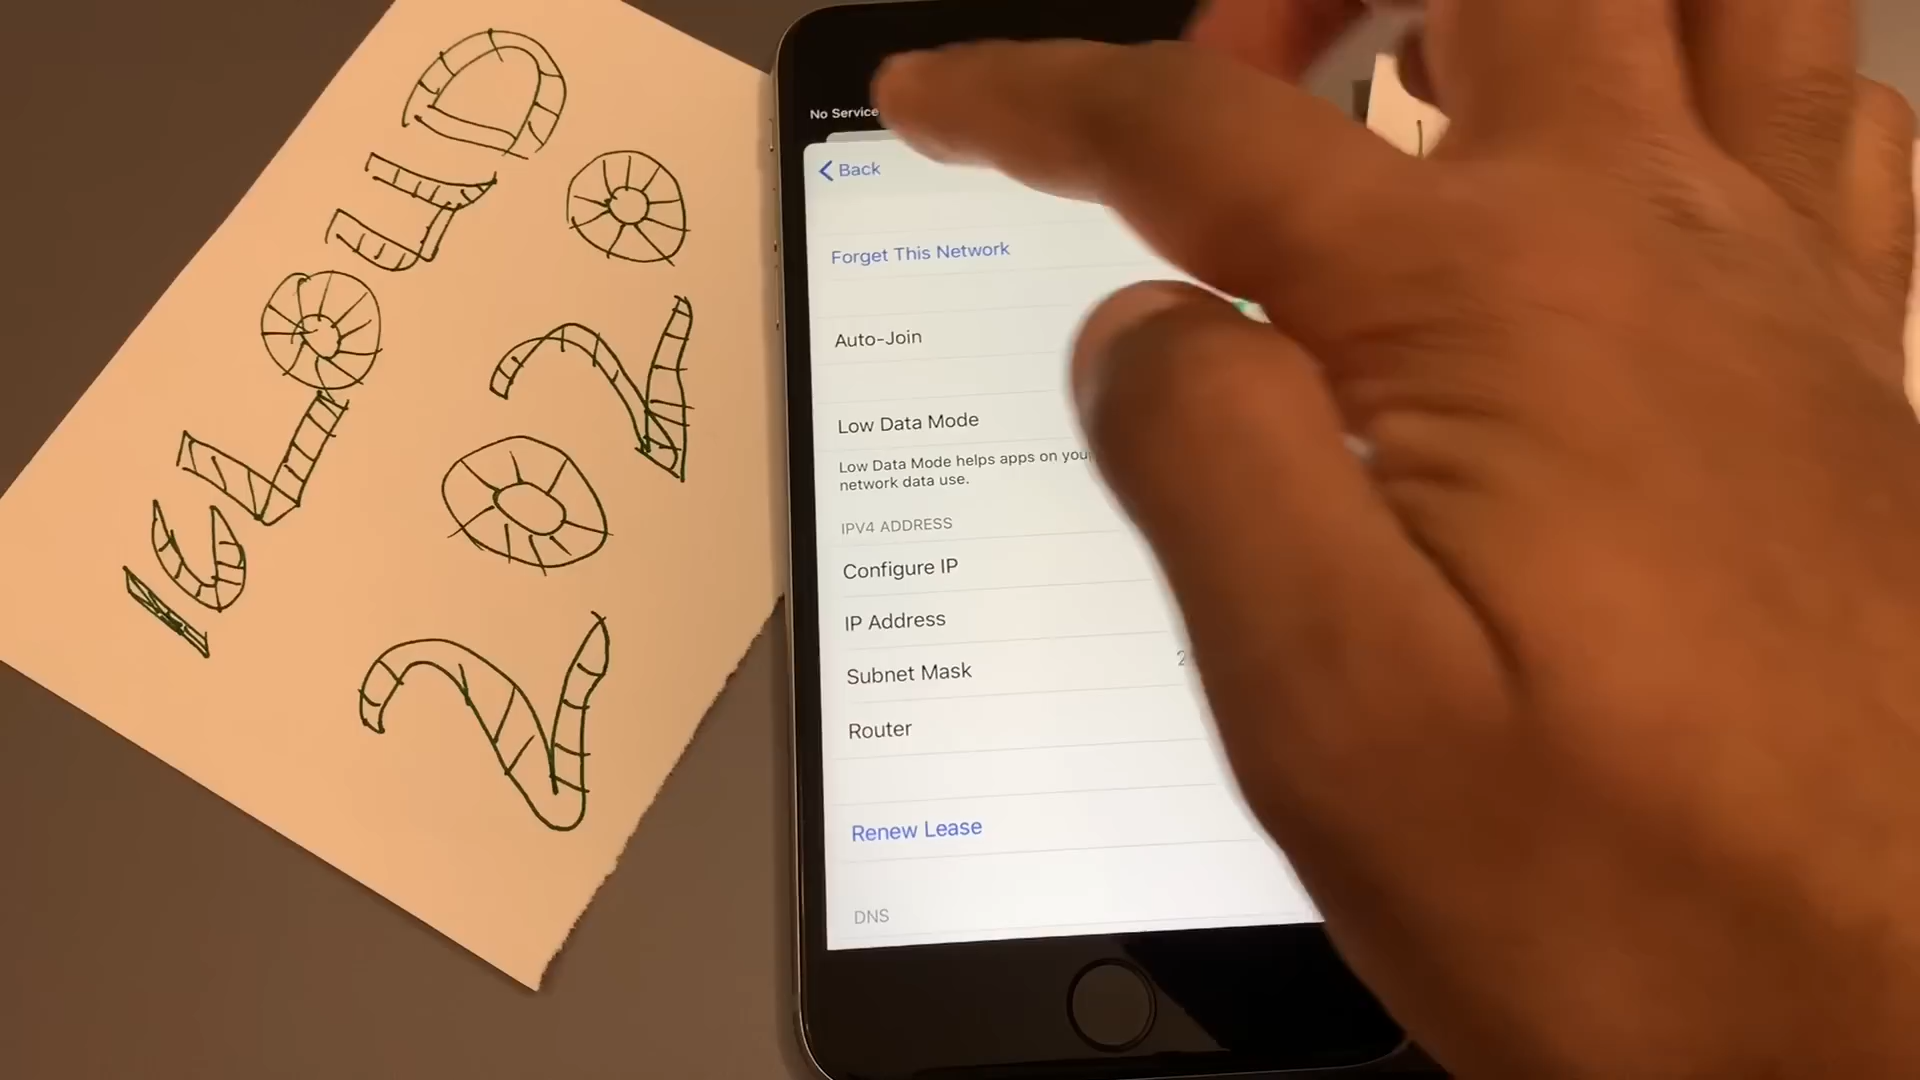 ICLOUD
2020
No Service
Back
Forget This Network
Auto-Join
Low Data Mode
Low Data Mode helps apps on you
network data use.
IPV4 ADDRESS
Configure IP
IP Address
Subnet Mask 2
Router
Renew Lease
DNS